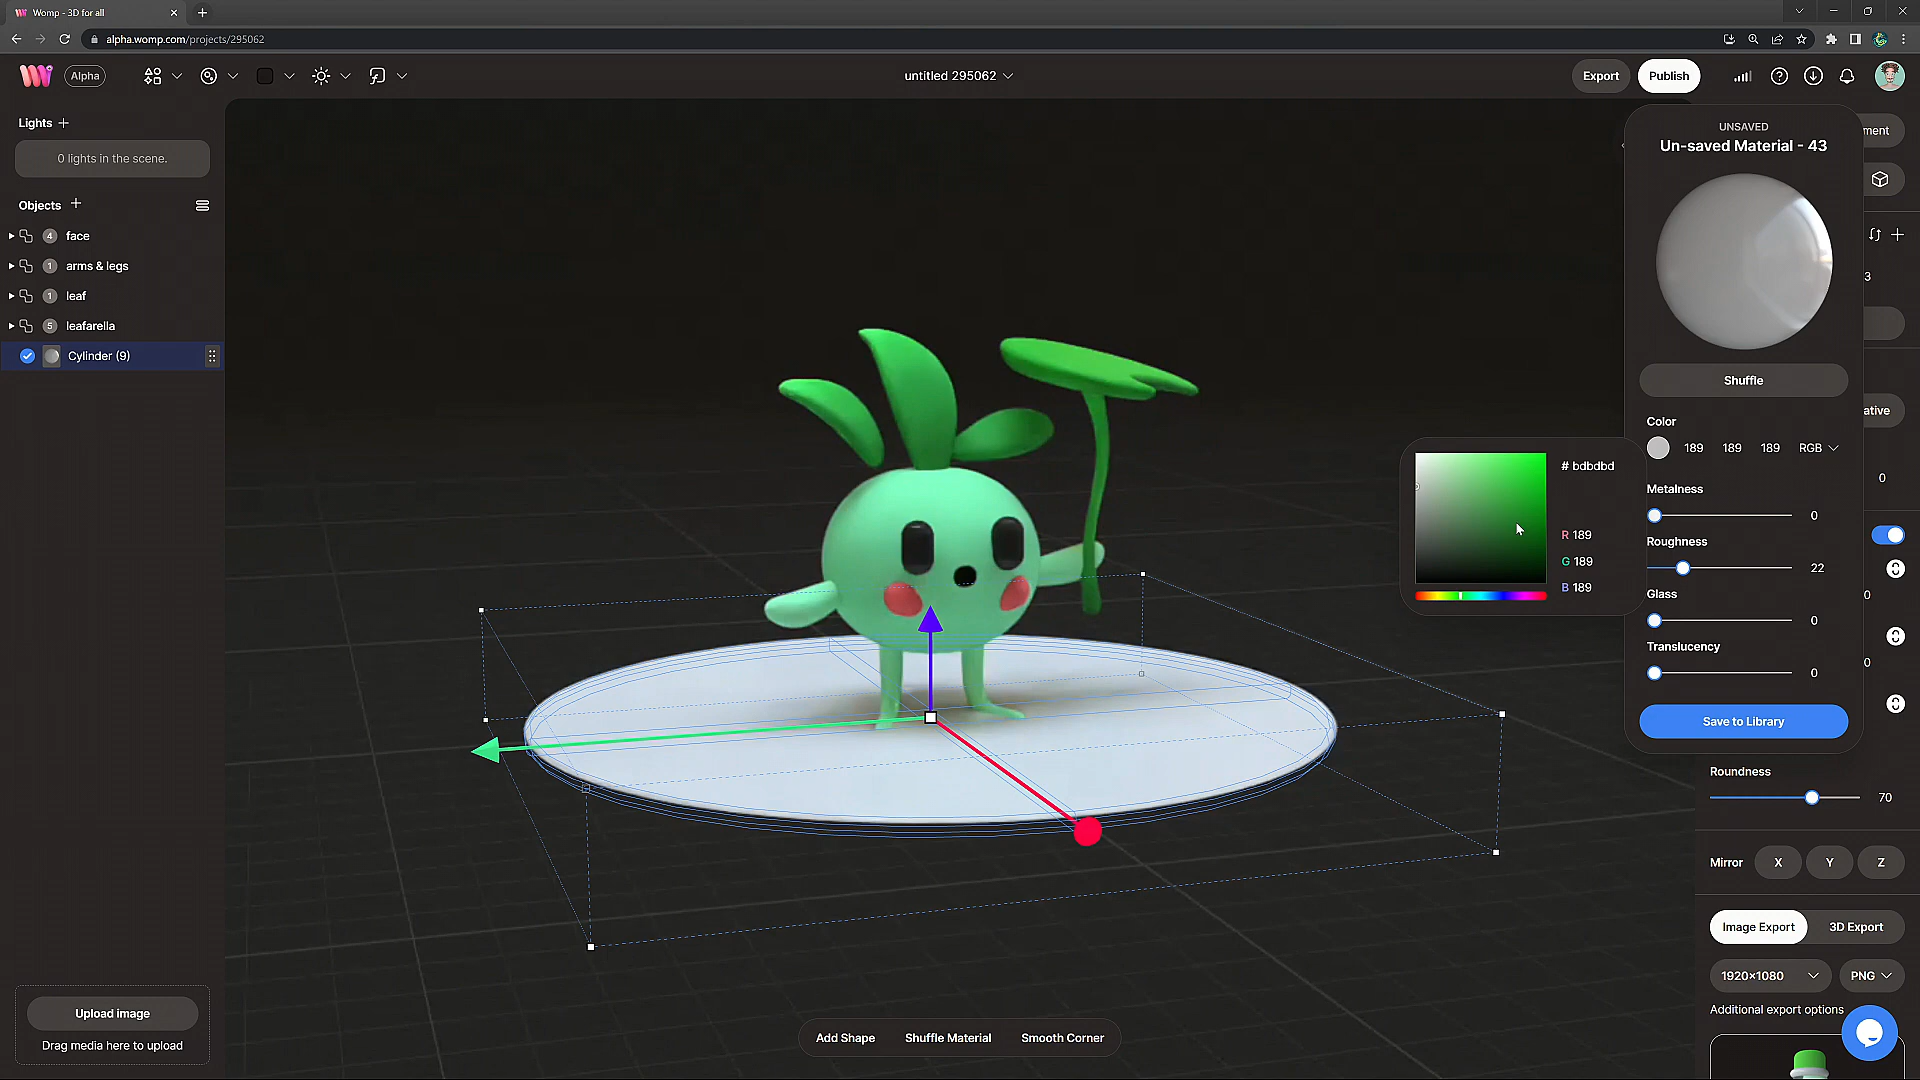 Womp - 3D for all
alpha.womp.com/projects/295062
Alpha
untitled 295062
Export
Publish
Lights
0 lights in the scene.
Objects
4 face
1 arms & legs
1 leaf
5 leafarella
Cylinder (9)
Upload image
Drag media here to upload
Add Shape
Shuffle Material
Smooth Corner
UNSAVED
Un-saved Material - 43
Shuffle
Color
189 189 189 RGB
# bdbdbd
R 189
G 189
B 189
Metalness
0
Roughness
22
Glass
0
Translucency
0
Save to Library
ment
3
ative
0
0
0
Roundness
70
Mirror X Y Z
Image Export
3D Export
1920×1080
PNG
Additional export options